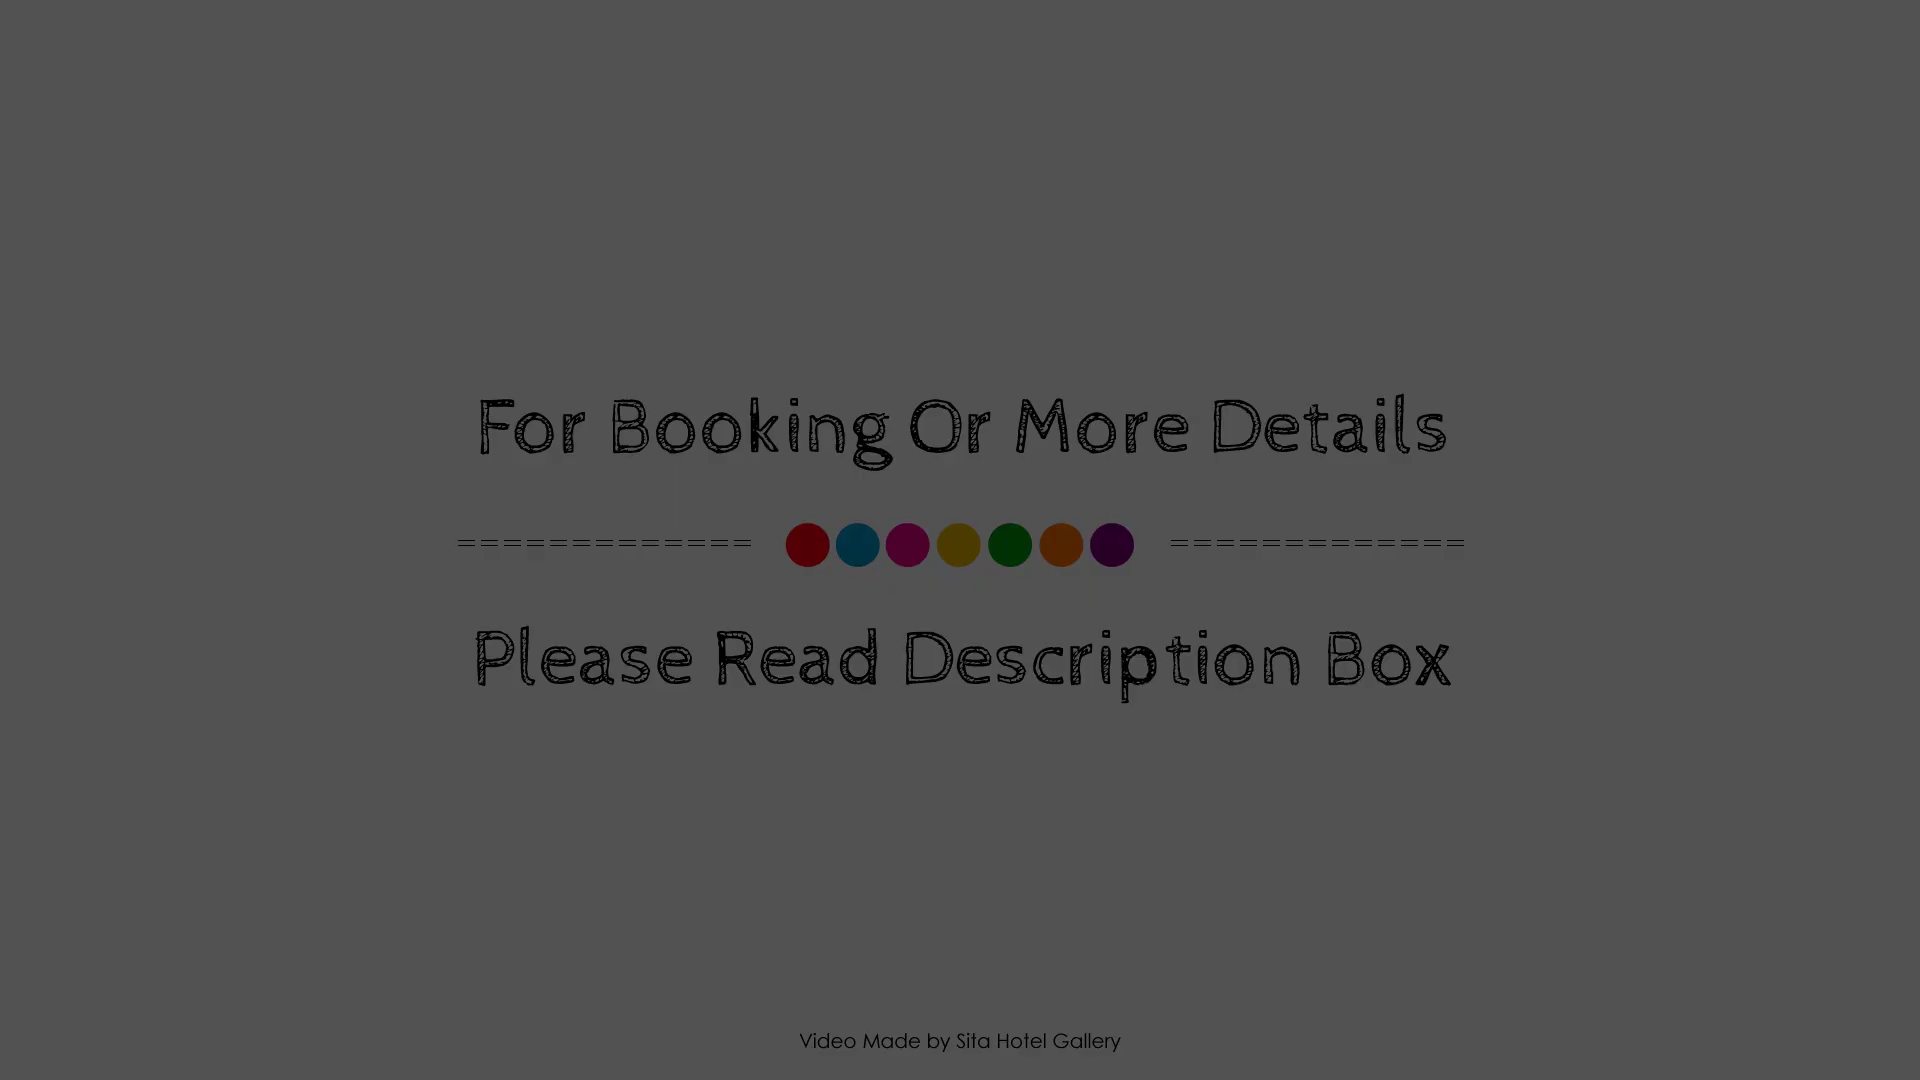 For Booking Or More Details
============= =============
Please Read Description Box
Video Made by Sita Hotel Gallery